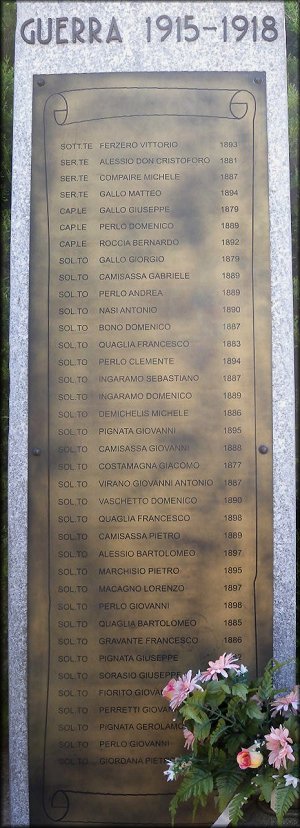 GUERRA 1915-1918
SOTT.TE FERZERO VITTORIO 1893
SER.TE ALESSIO DON CRISTOFORO 1881
SER.TE COMPAIRE MICHELE 1887
SER.TE GALLO MATTEO 1894
CAP.LE GALLO GIUSEPPE 1879
CAP.LE PERLO DOMENICO 1889
CAP.LE ROCCIA BERNARDO 1892
SOL.TO GALLO GIORGIO 1879
SOL.TO CAMISASSA GABRIELE 1889
SOL.TO PERLO ANDREA 1889
SOL.TO NASI ANTONIO 1890
SOL.TO BONO DOMENICO 1887
SOL.TO QUAGLIA FRANCESCO 1883
SOL.TO PERLO CLEMENTE 1894
SOL.TO INGARAMO SEBASTIANO 1887
SOL.TO INGARAMO DOMENICO 1889
SOL.TO DEMICHELIS MICHELE 1886
SOL.TO PIGNATA GIOVANNI 1895
SOL.TO CAMISASSA GIOVANNI 1888
SOL.TO COSTAMAGNA GIACOMO 1877
SOL.TO VIRANO GIOVANNI ANTONIO 1887
SOL.TO VASCHETTO DOMENICO 1890
SOL.TO QUAGLIA FRANCESCO 1898
SOL.TO CAMISASSA PIETRO 1889
SOL.TO ALESSIO BARTOLOMEO 1897
SOL.TO MARCHISIO PIETRO 1895
SOL.TO MACAGNO LORENZO 1897
SOL.TO PERLO GIOVANNI 1898
SOL.TO QUAGLIA BARTOLOMEO 1885
SOL.TO GRAVANTE FRANCESCO 1886
SOL.TO PIGNATA GIUSEPPE
SOL.TO SORASIO GIUSEPPE
SOL.TO FIORITO
SOL.TO PERRETTI
SOL.TO PIGNATA GEROLAMO
SOL.TO PERLO GIOVANNI
SOL.TO GIORDANA